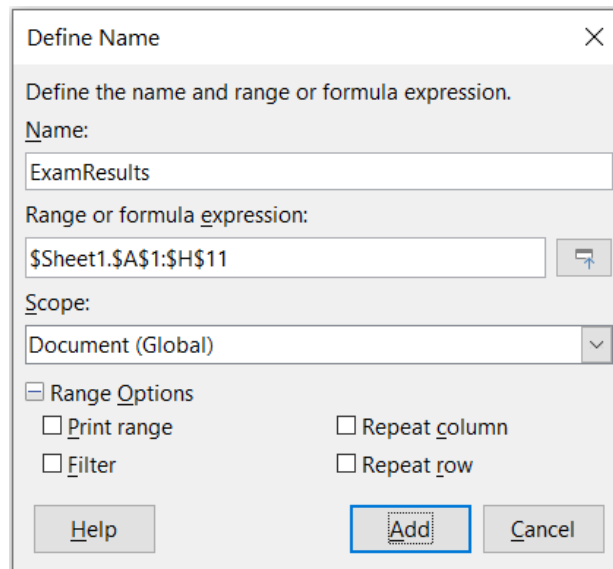 Define Name
Define the name and range or formula expression.
Name:
ExamResults
Range or formula expression:
$Sheet1.$A$1:$H$11
Scope:
Document (Global)
Range Options
Print range Repeat column
Filter Repeat row
Help Add Cancel